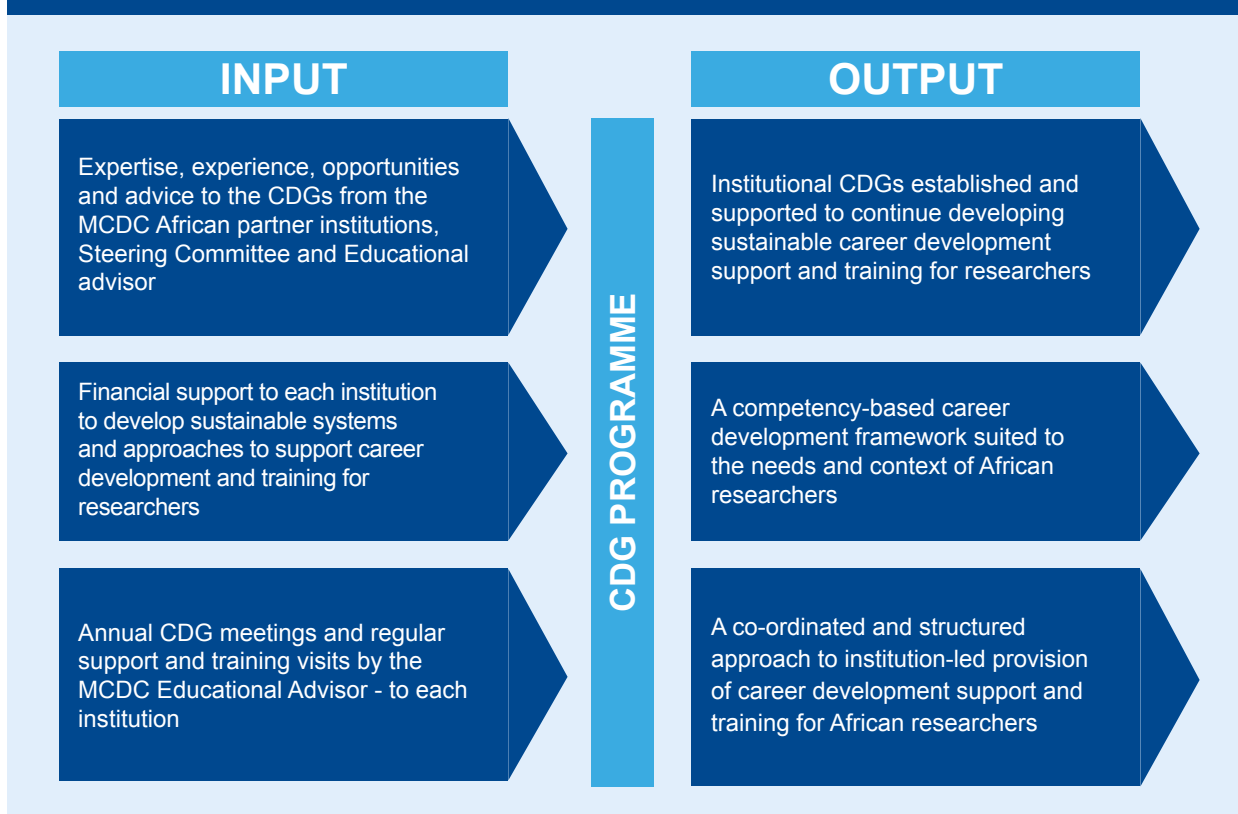 INPUT
Expertise, experience, opportunities
and advice to the CDGs from the
MCDC African partner institutions,
Steering Committee and Educational
advisor
Financial support to each institution
to develop sustainable systems
and approaches to support career
development and training for
researchers
Annual CDG meetings and regular
support and training visits by the
MCDC Educational Advisor - to each
institution
CDG PROGRAMME
OUTPUT
Institutional CDGs established and
supported to continue developing
sustainable career development
support and training for researchers
A competency-based career
development framework suited to
the needs and context of African
researchers
A co-ordinated and structured
approach to institution-led provision
of career development support and
training for African researchers